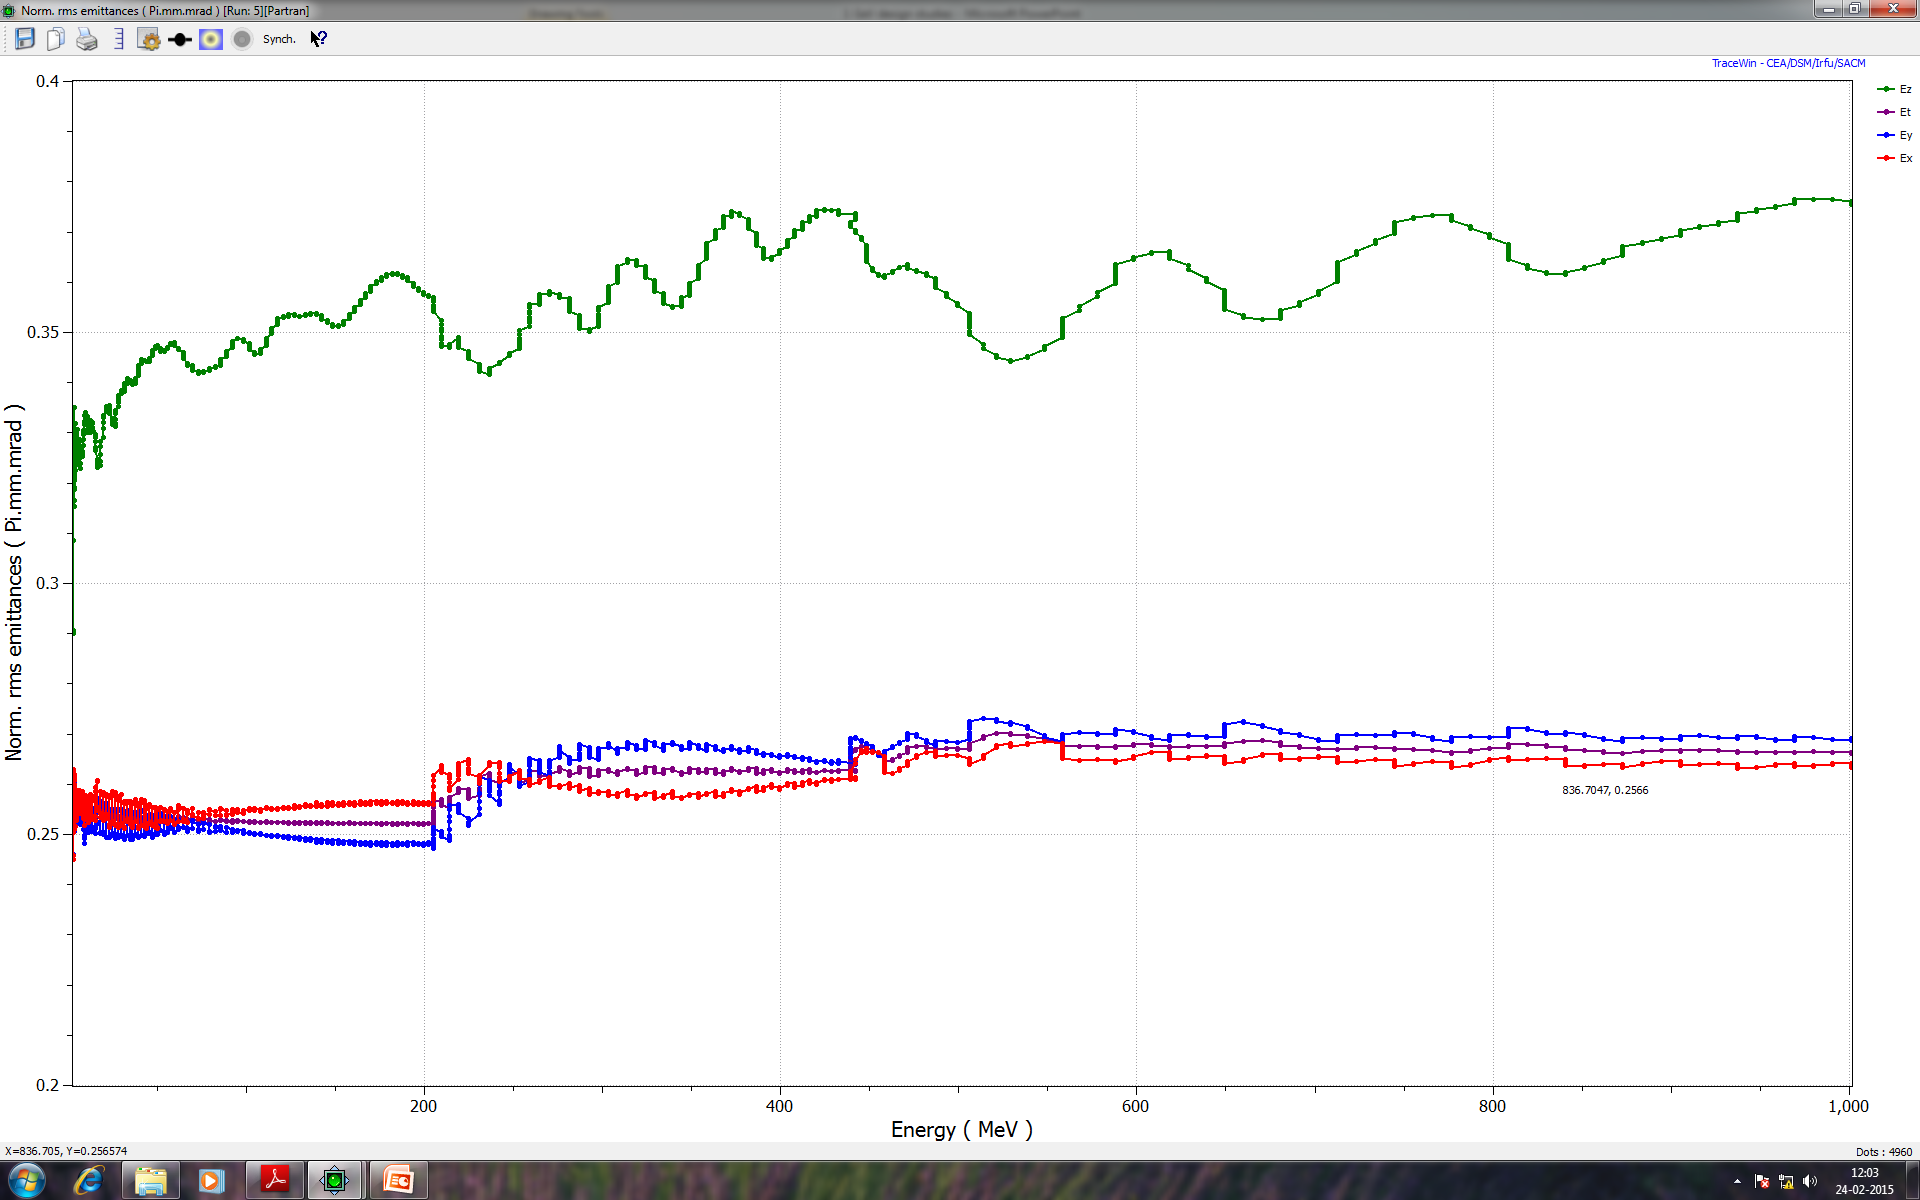 Norm. rms emittances ( Pi.mm.mrad ) [Run: 5][Partran]
Synch.
TraceWin - CEA/DSM/Irfu/SACM
Ez
Et
Ey
Ex
0.4
0.35
0.3
0.25
0.2
Norm. rms emittances ( Pi.mm.mrad )
836.7047, 0.2566
200
400
600
800
1,000
Energy ( MeV )
X=836.705, Y=0.256574
Dots : 4960
12:03
24-02-2015